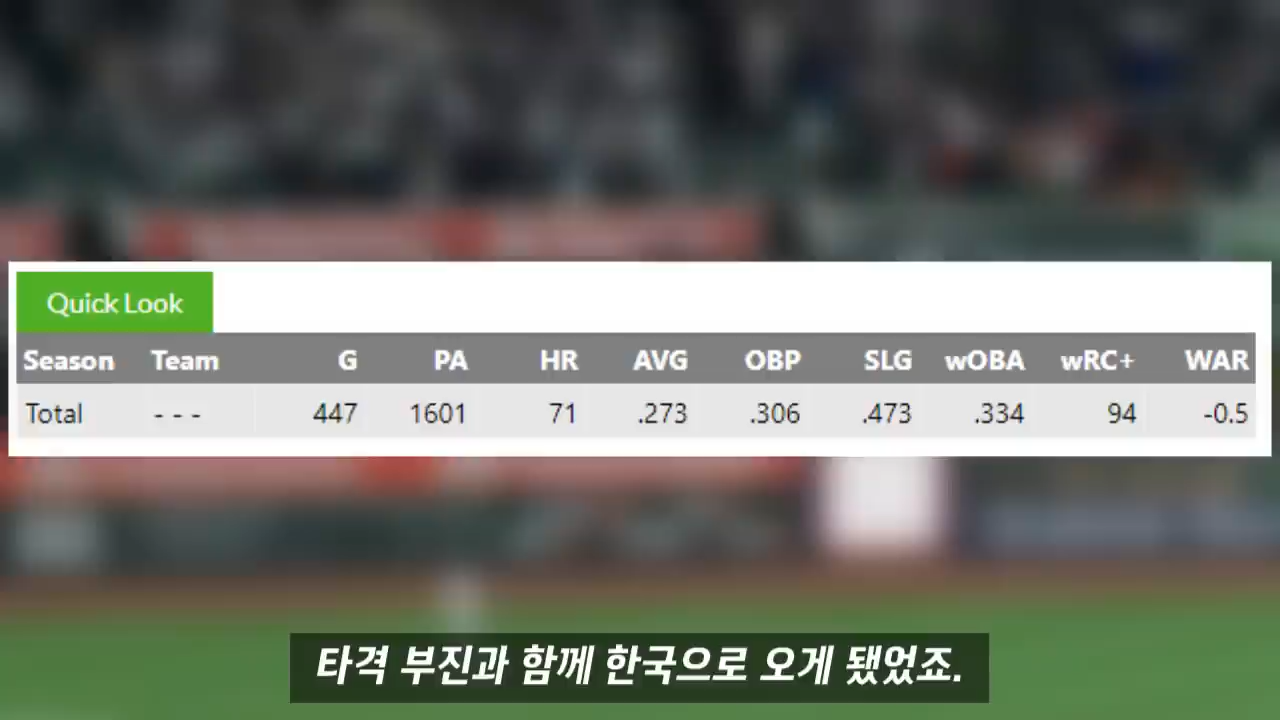 Quick Look
Season Team G PA HR AVG OBP SLG wOBA wRC+ WAR
Total - - - 447 1601 71 .273 .306 .473 .334 94 -0.5
타격 부진과 함께 한국으로 오게 됐었죠.